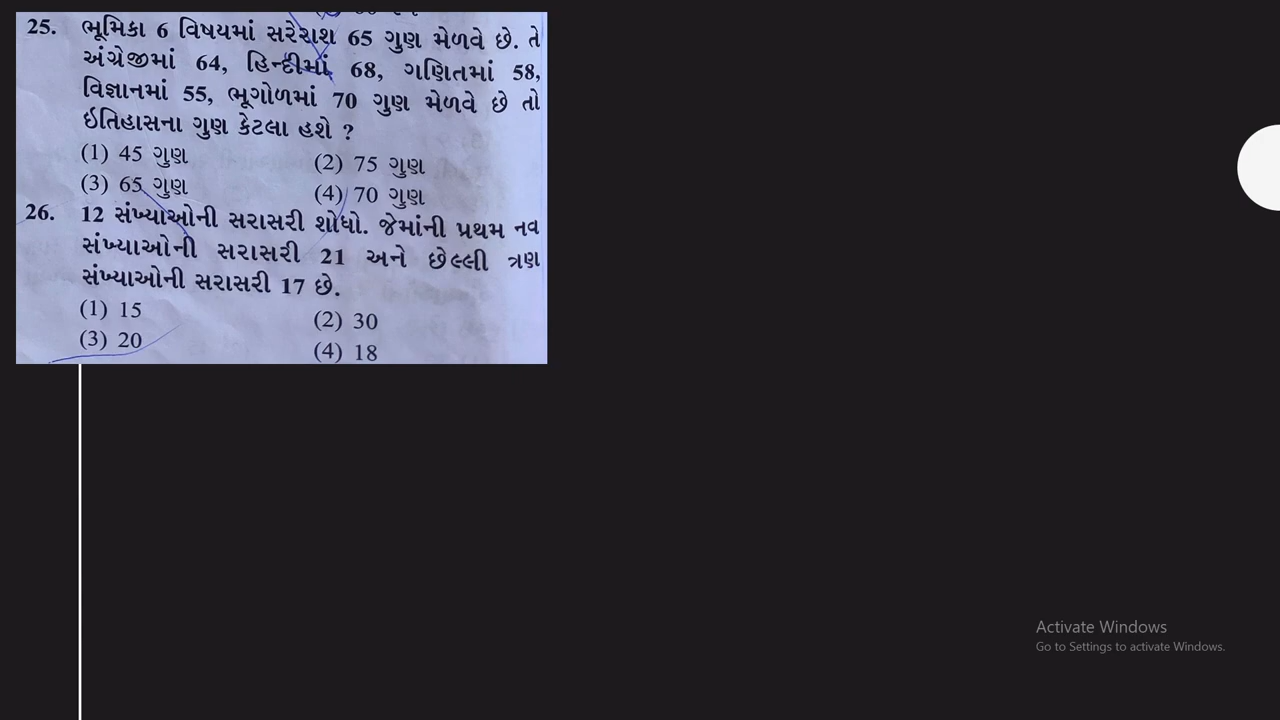 25. ભૂમિકા 6 વિષયમાં સરેરાશ 65 ગુણ મેળવે છે. તે
અંગ્રેજીમાં 64, હિન્દીમાં 68, ગણિતમાં 58,
વિજ્ઞાનમાં 55, ભૂગોળમાં 70 ગુણ મેળવે છે તો
ઇતિહાસના ગુણ કેટલા હશે ?
(1) 45 ગુણ (2) 75 ગુણ
(3) 65 ગુણ (4) 70 ગુણ
26. 12 સંખ્યાઓની સરાસરી શોધો. જેમાંની પ્રથમ નવ
સંખ્યાઓની સરાસરી 21 અને છેલ્લી ત્રણ
સંખ્યાઓની સરાસરી 17 છે.
(1) 15 (2) 30
(3) 20 (4) 18
Activate Windows
Go to Settings to activate Windows.